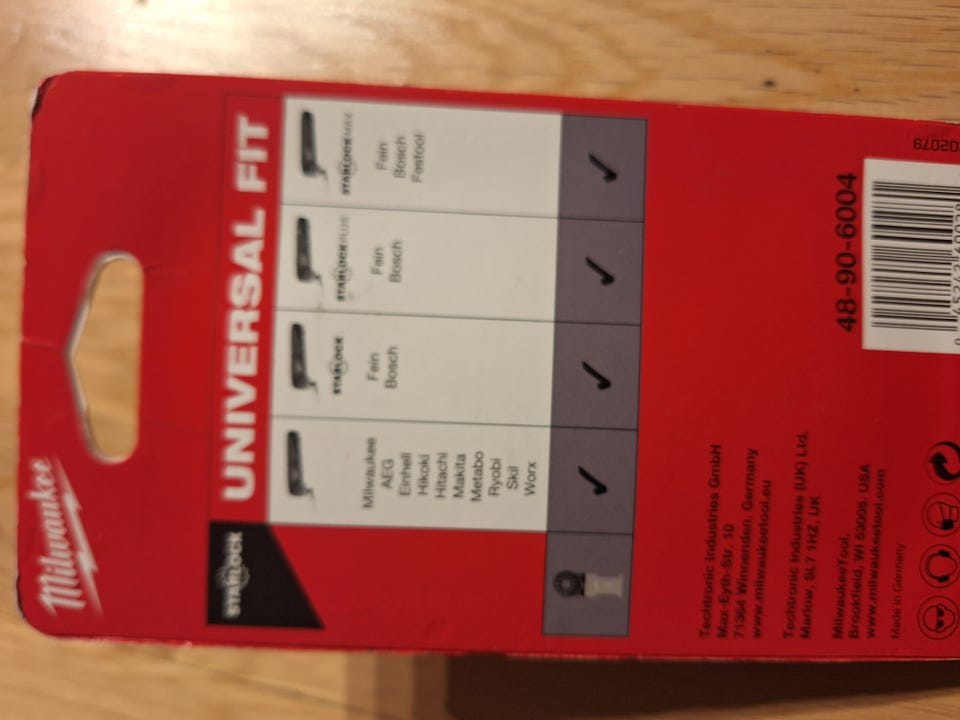 Milwaukee
STARLOCK
UNIVERSAL FIT
Milwaukee
AEG
Einhell
Hikoki
Hitachi
Makita
Metabo
Ryobi
Skil
Worx
STARLOCK
Fein
Bosch
STARLOCKPLUS
Fein
Bosch
STARLOCKMAX
Fein
Bosch
Festool
Techtronic Industries GmbH
Max-Eyth-Str. 10
71364 Winnenden. Germany
www.milwaukeetool.eu
Techtronic Industries (UK) Ltd.
Marlow, SL7 1HZ, UK
MilwaukeeTool,
Brookfield, WI 53005. USA
www.milwaukeetool.com
Made in Germany
48-90-6004